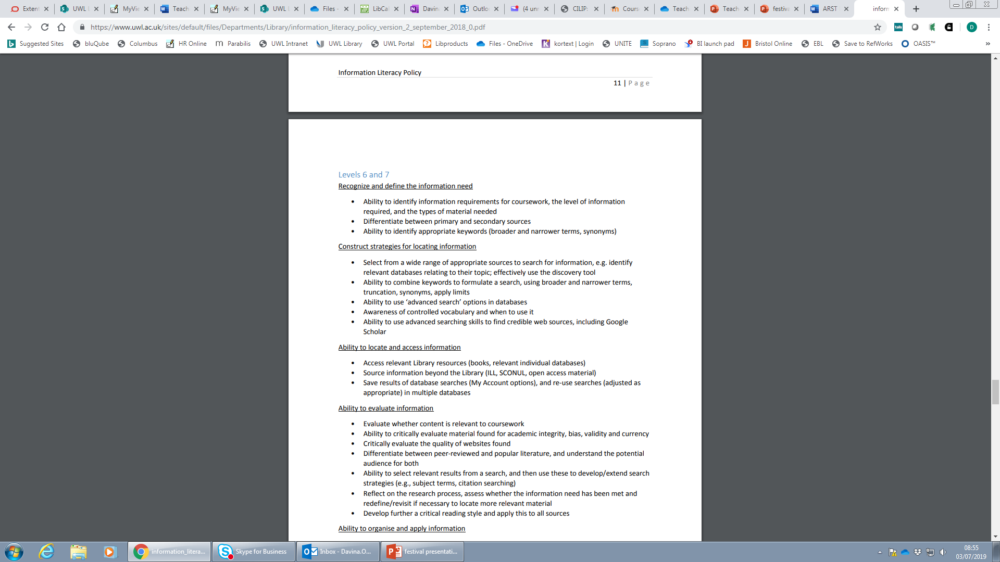 Exten
UWL
MyVie
Teach
MyVie
UWL
Files -
LibCal
Davin
Outlo
(4 unr
CILIP:
Cours
Teach
Teach
festiva
ARST
inforn
https://www.uwl.ac.uk/sites/default/files/Departments/Library/information_literacy_policy_version_2_september_2018_0.pdf
talis
D
Suggested Sites
bluQube
Columbus
HR Online
Parabilis
UWL Intranet
UWL Library
UWL Portal
Libproducts
Files - OneDrive
kortext | Login
UNITE
Soprano
BI launch pad
Bristol Online
EBL
Save to RefWorks
OASIS™
»
Information Literacy Policy
11 | Page
Levels 6 and 7
Recognize and define the information need
• Ability to identify information requirements for coursework, the level of information
required, and the types of material needed
• Differentiate between primary and secondary sources
• Ability to identify appropriate keywords (broader and narrower terms, synonyms)
Construct strategies for locating information
• Select from a wide range of appropriate sources to search for information, e.g. identify
relevant databases relating to their topic; effectively use the discovery tool
• Ability to combine keywords to formulate a search, using broader and narrower terms,
truncation, synonyms, apply limits
• Ability to use ‘advanced search’ options in databases
• Awareness of controlled vocabulary and when to use it
• Ability to use advanced searching skills to find credible web sources, including Google
Scholar
Ability to locate and access information
• Access relevant Library resources (books, relevant individual databases)
• Source information beyond the Library (ILL, SCONUL, open access material)
• Save results of database searches (My Account options), and re-use searches (adjusted as
appropriate) in multiple databases
Ability to evaluate information
• Evaluate whether content is relevant to coursework
• Ability to critically evaluate material found for academic integrity, bias, validity and currency
• Critically evaluate the quality of websites found
• Differentiate between peer-reviewed and popular literature, and understand the potential
audience for both
• Ability to select relevant results from a search, and then use these to develop/extend search
strategies (e.g., subject terms, citation searching)
• Reflect on the research process, assess whether the information need has been met and
redefine/revisit if necessary to locate more relevant material
• Develop further a critical reading style and apply this to all sources
Ability to organise and apply information
information_litera...
Skype for Business
Inbox - Davina.O...
festival presentati...
08:55
03/07/2019